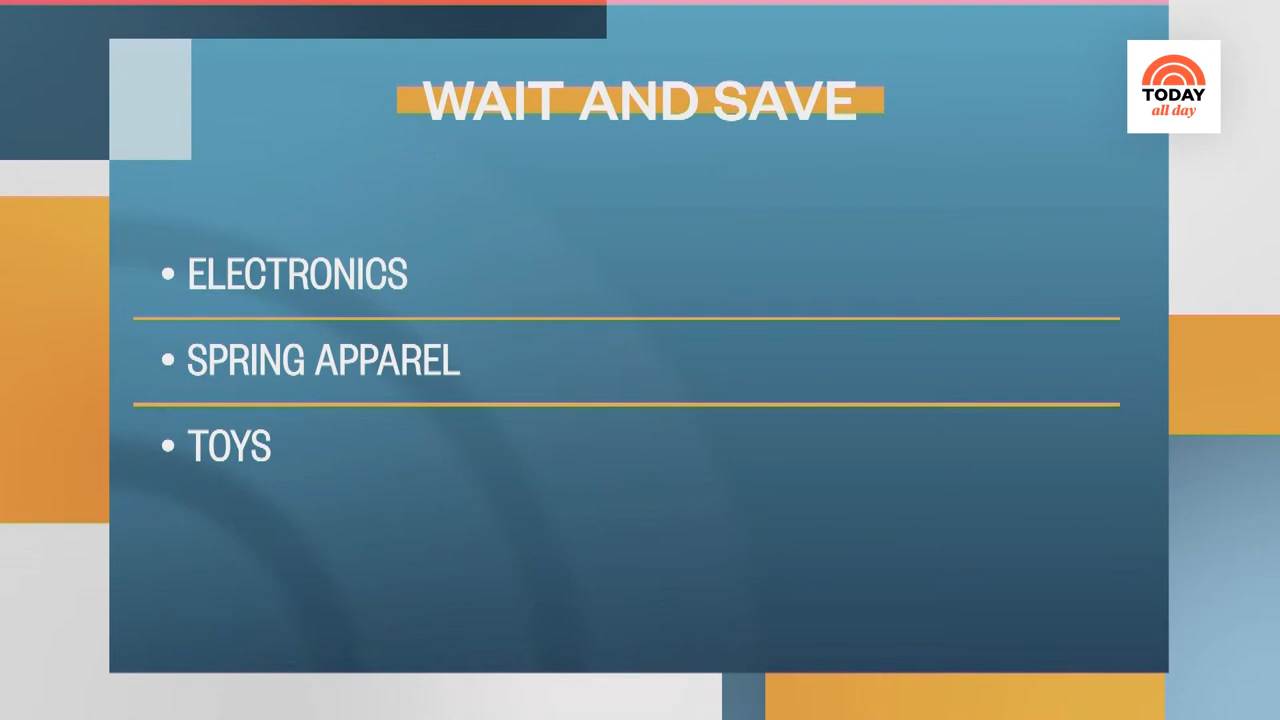 WAIT AND SAVE
TODAY
all day
• ELECTRONICS
• SPRING APPAREL
• TOYS